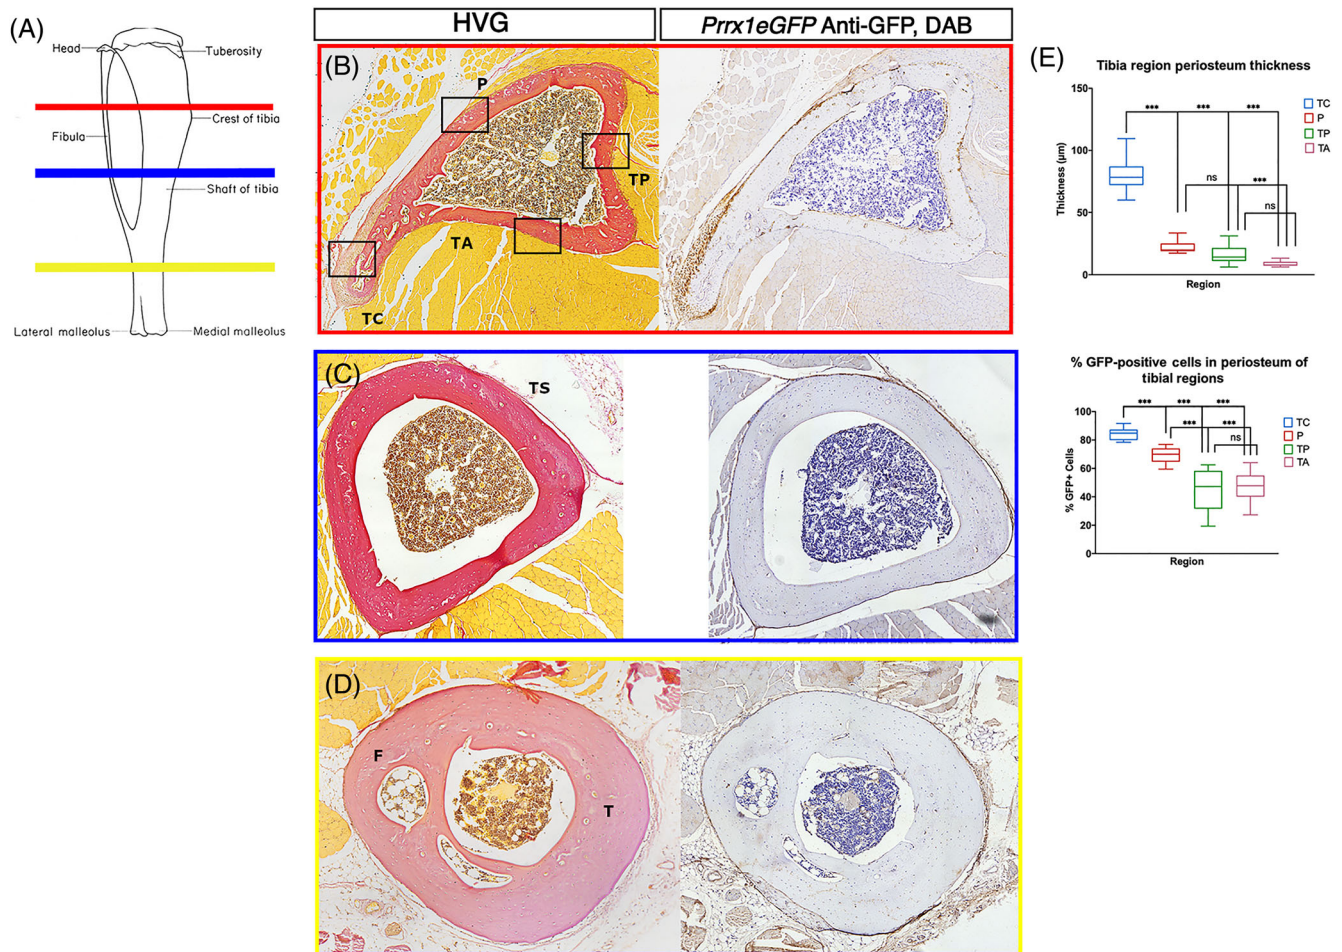 (A)
Head
Tuberosity
Crest of tibia
Fibula
Shaft of tibia
Lateral malleolus
Medial malleolus
HVG
Prrx1eGFP Anti-GFP, DAB
(B)
P
TP
TA
TC
(C)
TS
(D)
F
T
(E)
Tibia region periosteum thickness
150
100
50
0
Thickness (µm)
*** *** ***
ns ***
ns
Region
TC
P
TP
TA
% GFP-positive cells in periosteum of
tibial regions
100
80
60
40
20
0
% GFP+ Cells
*** *** ***
*** ***
ns
Region
TC
P
TP
TA